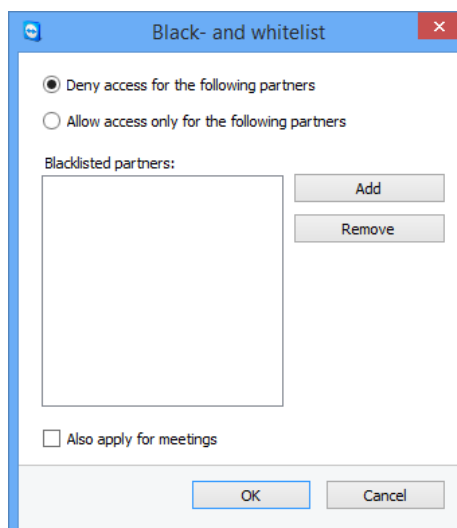 Black- and whitelist
Deny access for the following partners
Allow access only for the following partners
Blacklisted partners:
Add
Remove
Also apply for meetings
OK
Cancel